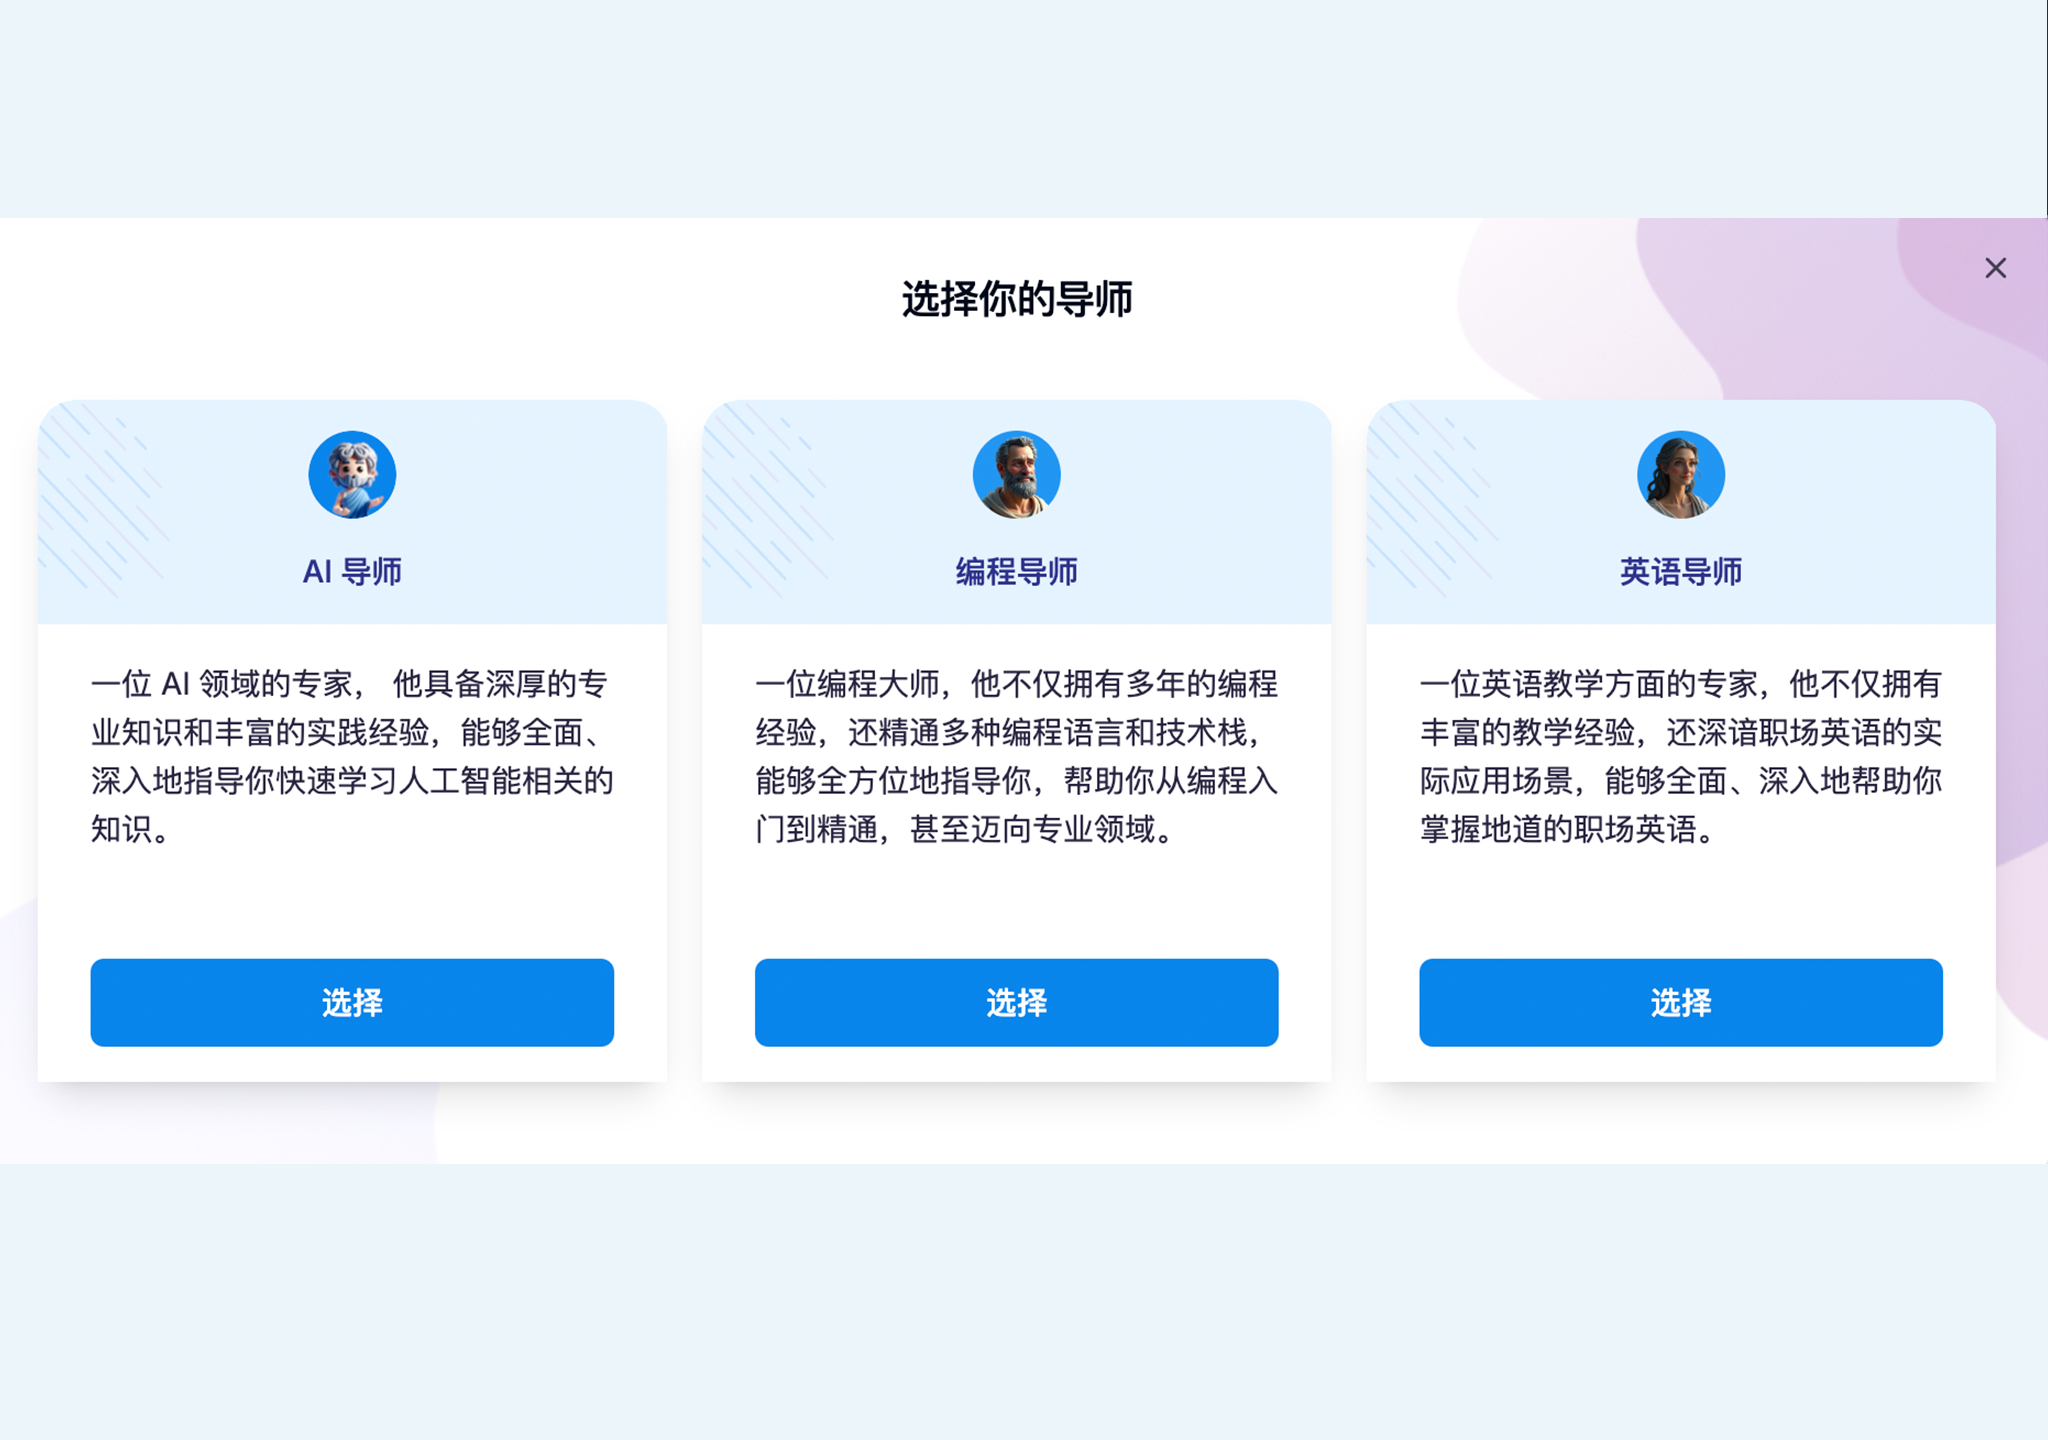 选择你的导师
AI 导师
一位 AI 领域的专家， 他具备深厚的专
业知识和丰富的实践经验，能够全面、
深入地指导你快速学习人工智能相关的
知识。
选择
编程导师
一位编程大师，他不仅拥有多年的编程
经验，还精通多种编程语言和技术栈，
能够全方位地指导你，帮助你从编程入
门到精通，甚至迈向专业领域。
选择
英语导师
一位英语教学方面的专家，他不仅拥有
丰富的教学经验，还深谙职场英语的实
际应用场景，能够全面、深入地帮助你
掌握地道的职场英语。
选择